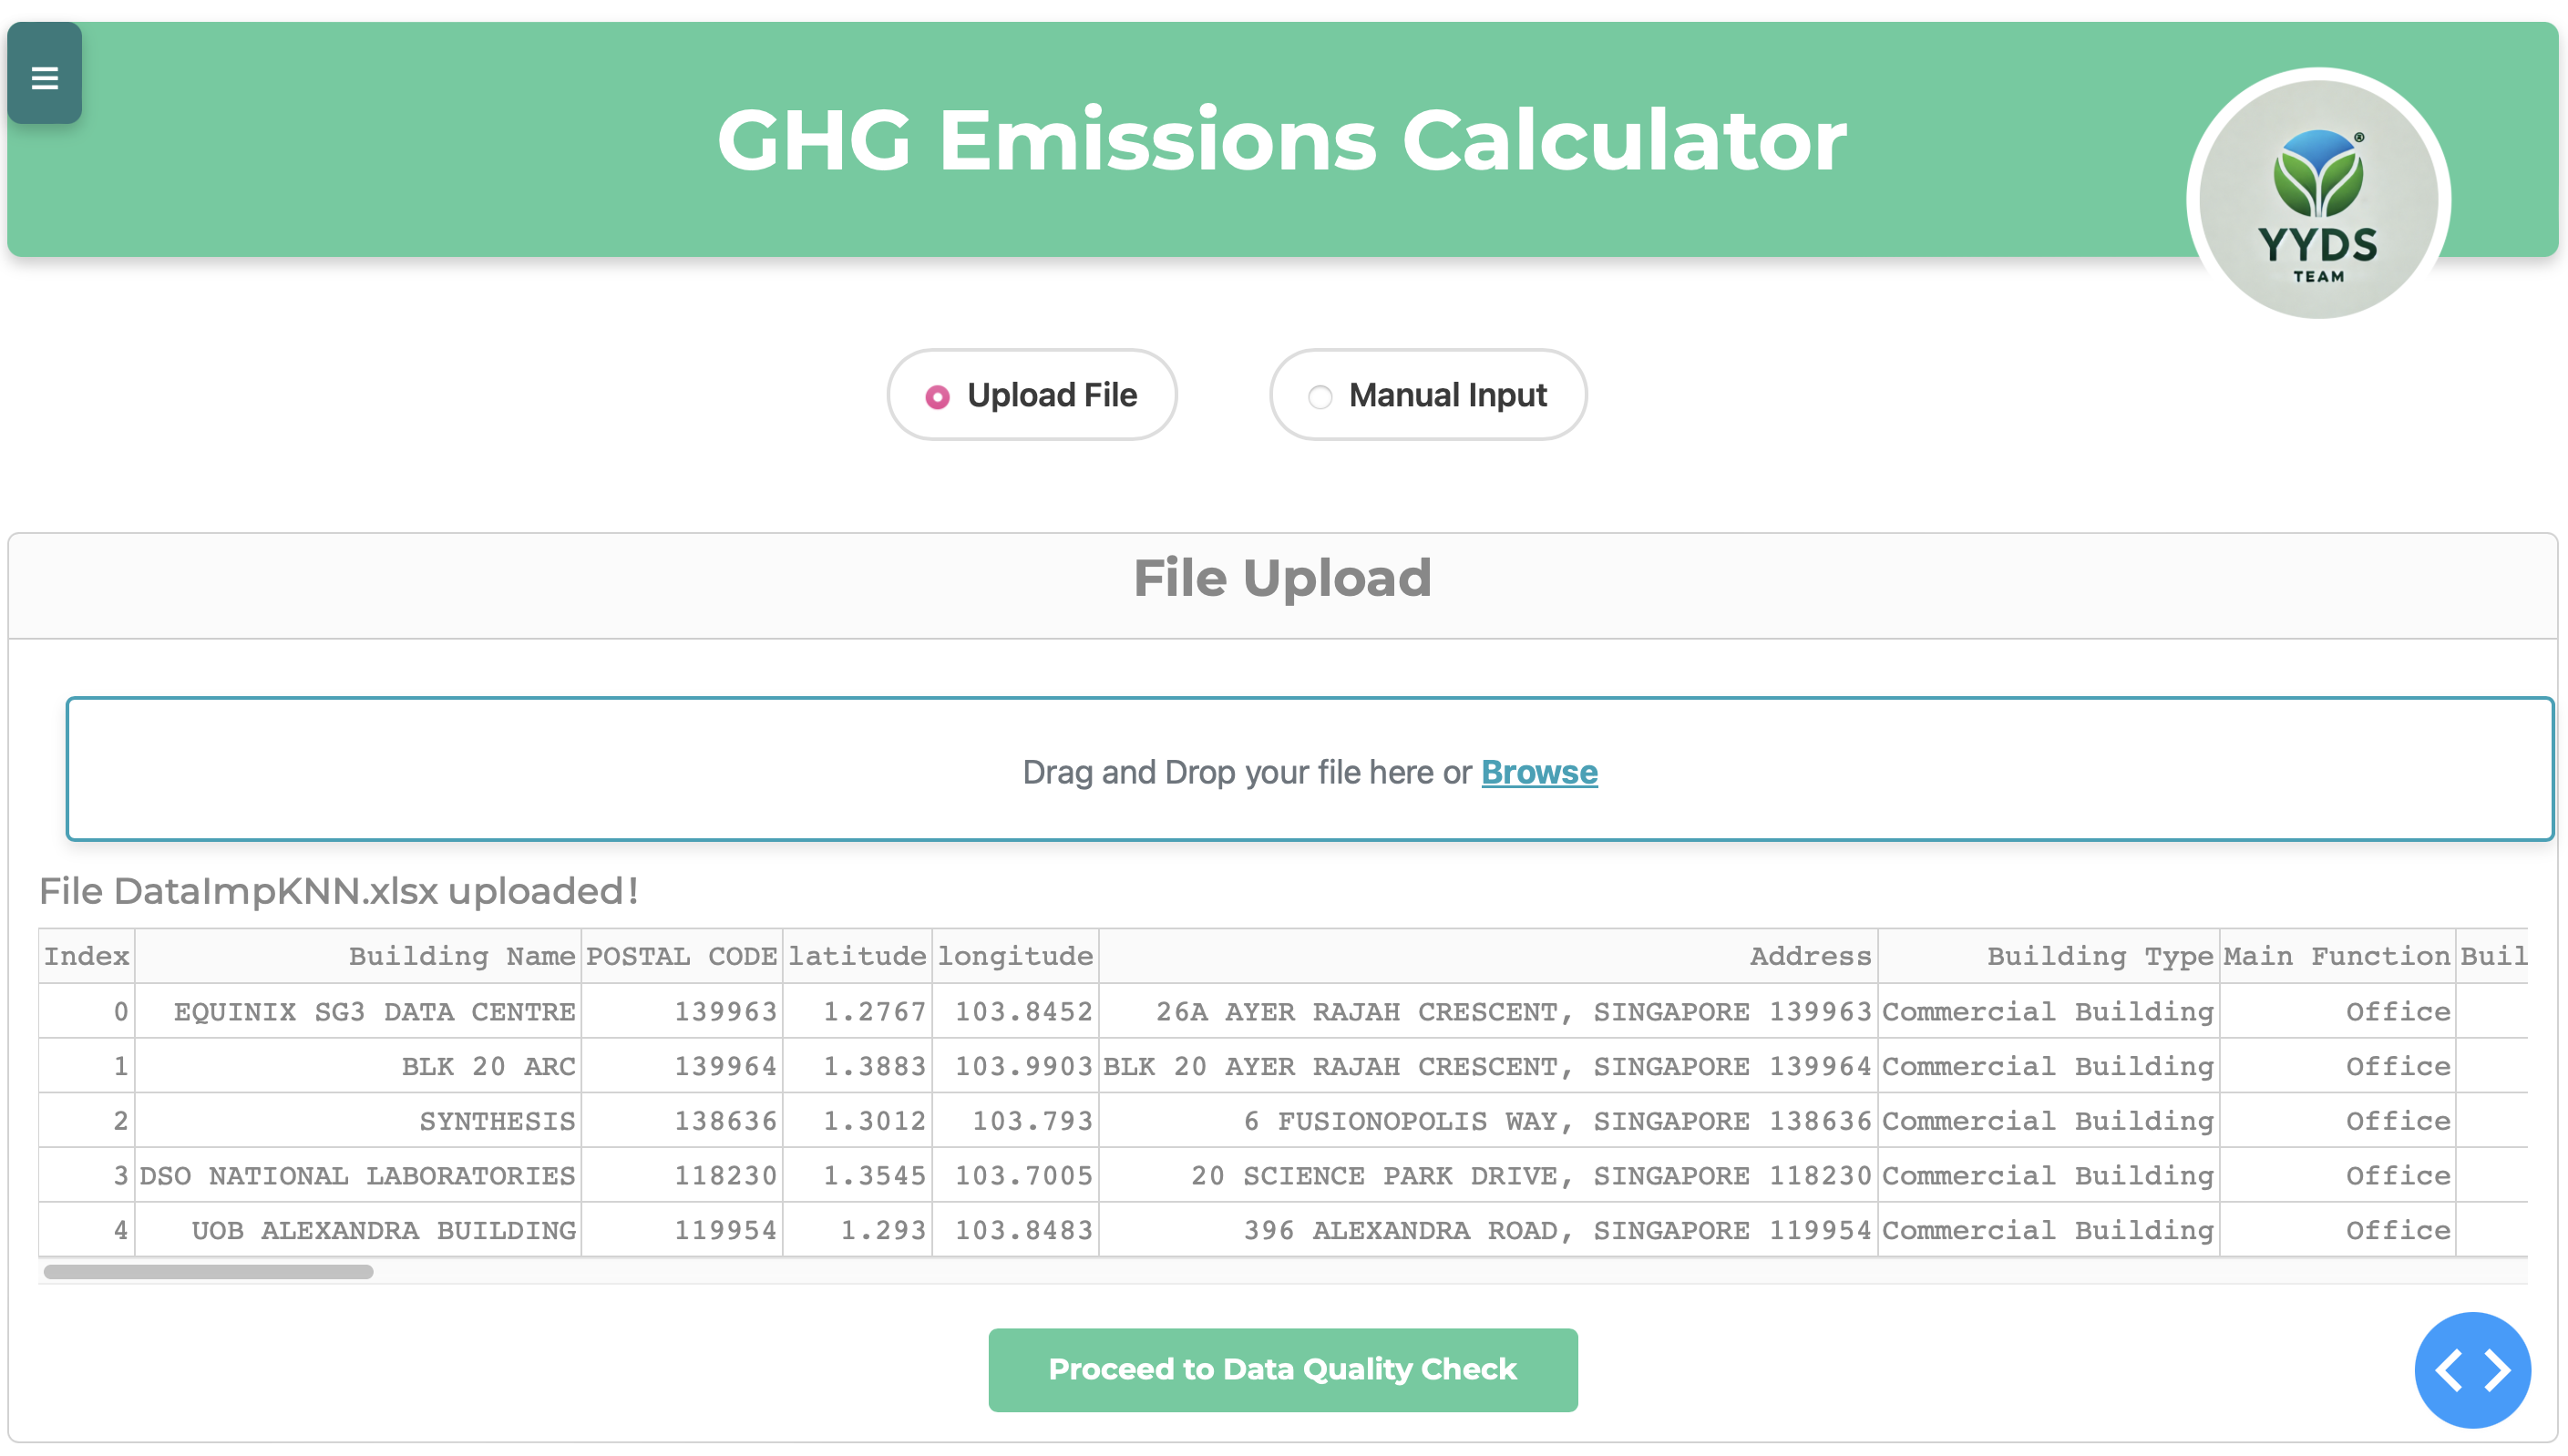 GHG Emissions Calculator
®
YYDS
TEAM
Upload File
Manual Input
File Upload
Drag and Drop your file here or Browse
File DataImpKNN.xlsx uploaded!
Index Building Name POSTAL CODE latitude longitude Address Building Type Main Function Buil
0 EQUINIX SG3 DATA CENTRE 139963 1.2767 103.8452 26A AYER RAJAH CRESCENT, SINGAPORE 139963 Commercial Building Office
1 BLK 20 ARC 139964 1.3883 103.9903 BLK 20 AYER RAJAH CRESCENT, SINGAPORE 139964 Commercial Building Office
2 SYNTHESIS 138636 1.3012 103.793 6 FUSIONOPOLIS WAY, SINGAPORE 138636 Commercial Building Office
3 DSO NATIONAL LABORATORIES 118230 1.3545 103.7005 20 SCIENCE PARK DRIVE, SINGAPORE 118230 Commercial Building Office
4 UOB ALEXANDRA BUILDING 119954 1.293 103.8483 396 ALEXANDRA ROAD, SINGAPORE 119954 Commercial Building Office
Proceed to Data Quality Check